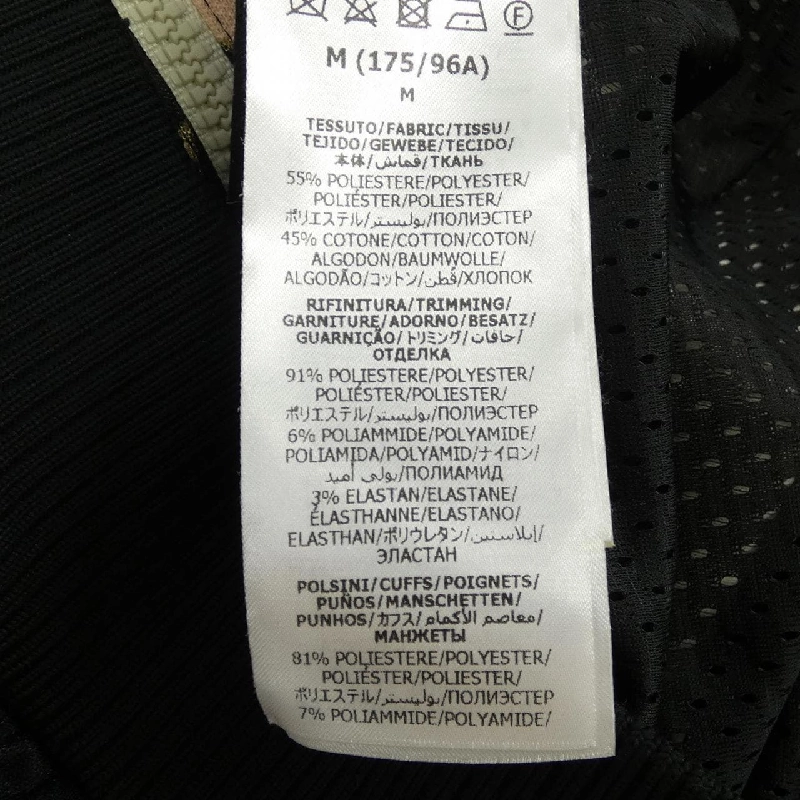 F
M (175/96A)
M
TESSUTO/FABRIC/TISSU/
TEJIDO/GEWEBE/TECIDO/
本体/قماش/ТКАНЬ
55% POLIESTERE/POLYESTER/
POLIÉSTER/POLIESTER/
ポリエステル/بوليستر/ПОЛИЭСТЕР
45% COTONE/COTTON/COTON/
ALGODON/BAUMWOLLE/
ALGODÃO/コットン/قطن/ХЛОПОК
RIFINITURA/TRIMMING/
GARNITURE/ADORNO/BESATZ/
GUARNIÇÃO/トリミング/حافات/
ОТДЕЛКА
91% POLIESTERE/POLYESTER/
POLIÉSTER/POLIESTER/
ポリエステル/بوليستر/ПОЛИЭСТЕР
6% POLIAMMIDE/POLYAMIDE/
POLIAMIDA/POLYAMID/ナイロン/
بولي أميد/ПОЛИАМИД
3% ELASTAN/ELASTANE/
ÉLASTHANNE/ELASTANO/
ELASTHAN/ポリウレタン/إيلاستين/
ЭЛАСТАН
POLSINI/CUFFS/POIGNETS/
PUÑOS/MANSCHETTEN/
PUNHOS/カフス/معاصم الأكمام/
МАНЖЕТЫ
81% POLIESTERE/POLYESTER/
POLIÉSTER/POLIESTER/
ポリエステル/بوليستر/ПОЛИЭСТЕР
7% POLIAMMIDE/POLYAMIDE/